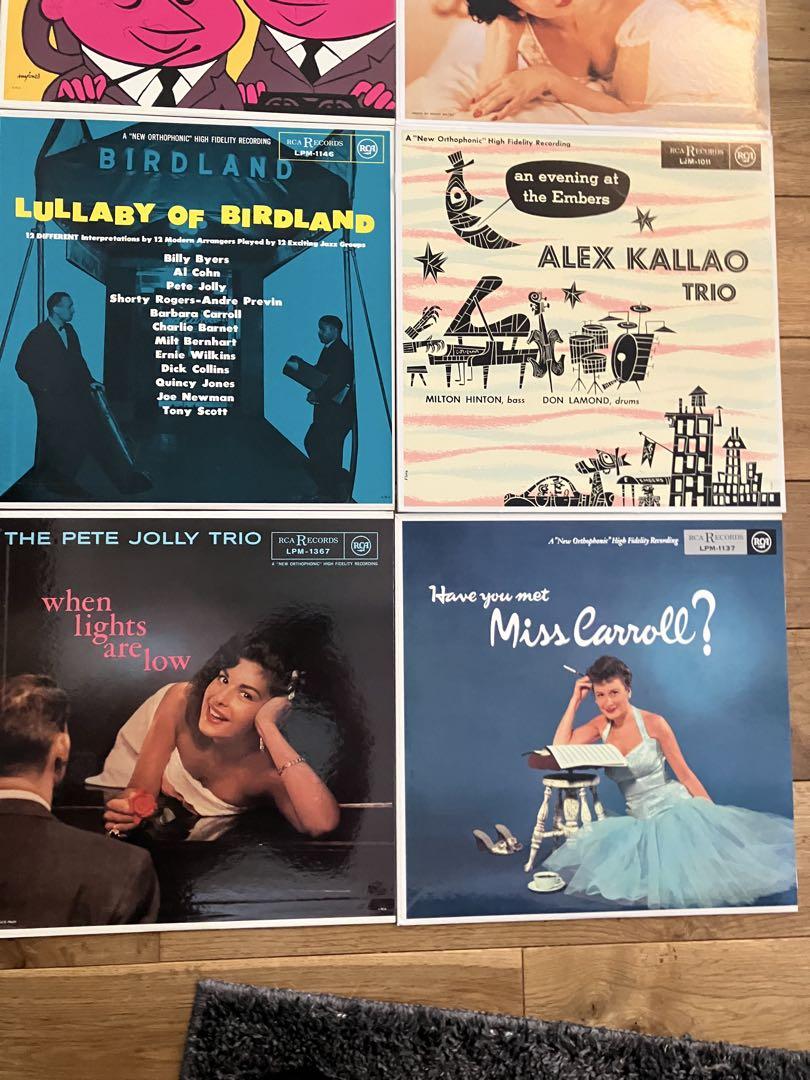 A "NEW ORTHOPHONIC" HIGH FIDELITY RECORDING
RCA RECORDS
LPM-1146
RCA
BIRDLAND
LULLABY OF BIRDLAND
12 DIFFERENT Interpretations by 12 Modern Arrangers Played by 12 Exciting Jazz Groups
Billy Byers
Al Cohn
Pete Jolly
Shorty Rogers-Andre Previn
Barbara Carroll
Charlie Barnet
Milt Bernhart
Ernie Wilkins
Dick Collins
Quincy Jones
Joe Newman
Tony Scott
A "New Orthophonic" High Fidelity Recording
RCA RECORDS
LJM-1011
RCA
an evening at
the Embers
ALEX KALLAO
TRIO
MILTON HINTON, bass DON LAMOND, drums
EMBERS
Flora
THE PETE JOLLY TRIO
RCA RECORDS
LPM-1367
RCA
A "NEW ORTHOPHONIC" HIGH FIDELITY RECORDING
when
lights
are low
A "New Orthophonic" High Fidelity Recording
RCA RECORDS
LPM-1137
RCA
Have you met
Miss Carroll?